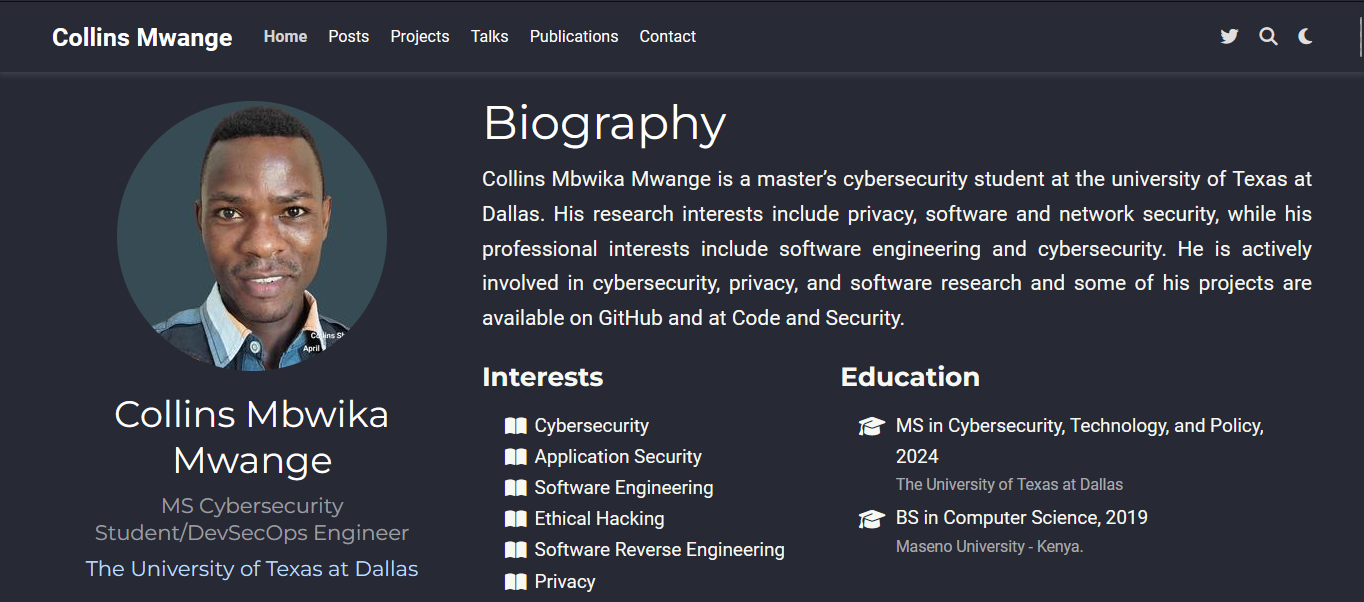 Collins Mwange Home Posts Projects Talks Publications Contact
Collins Mbwika
Mwange
MS Cybersecurity
Student/DevSecOps Engineer
The University of Texas at Dallas
Biography
Collins Mbwika Mwange is a master’s cybersecurity student at the university of Texas at
Dallas. His research interests include privacy, software and network security, while his
professional interests include software engineering and cybersecurity. He is actively
involved in cybersecurity, privacy, and software research and some of his projects are
available on GitHub and at Code and Security.
Interests
Cybersecurity
Application Security
Software Engineering
Ethical Hacking
Software Reverse Engineering
Privacy
Education
MS in Cybersecurity, Technology, and Policy,
2024
The University of Texas at Dallas
BS in Computer Science, 2019
Maseno University - Kenya.